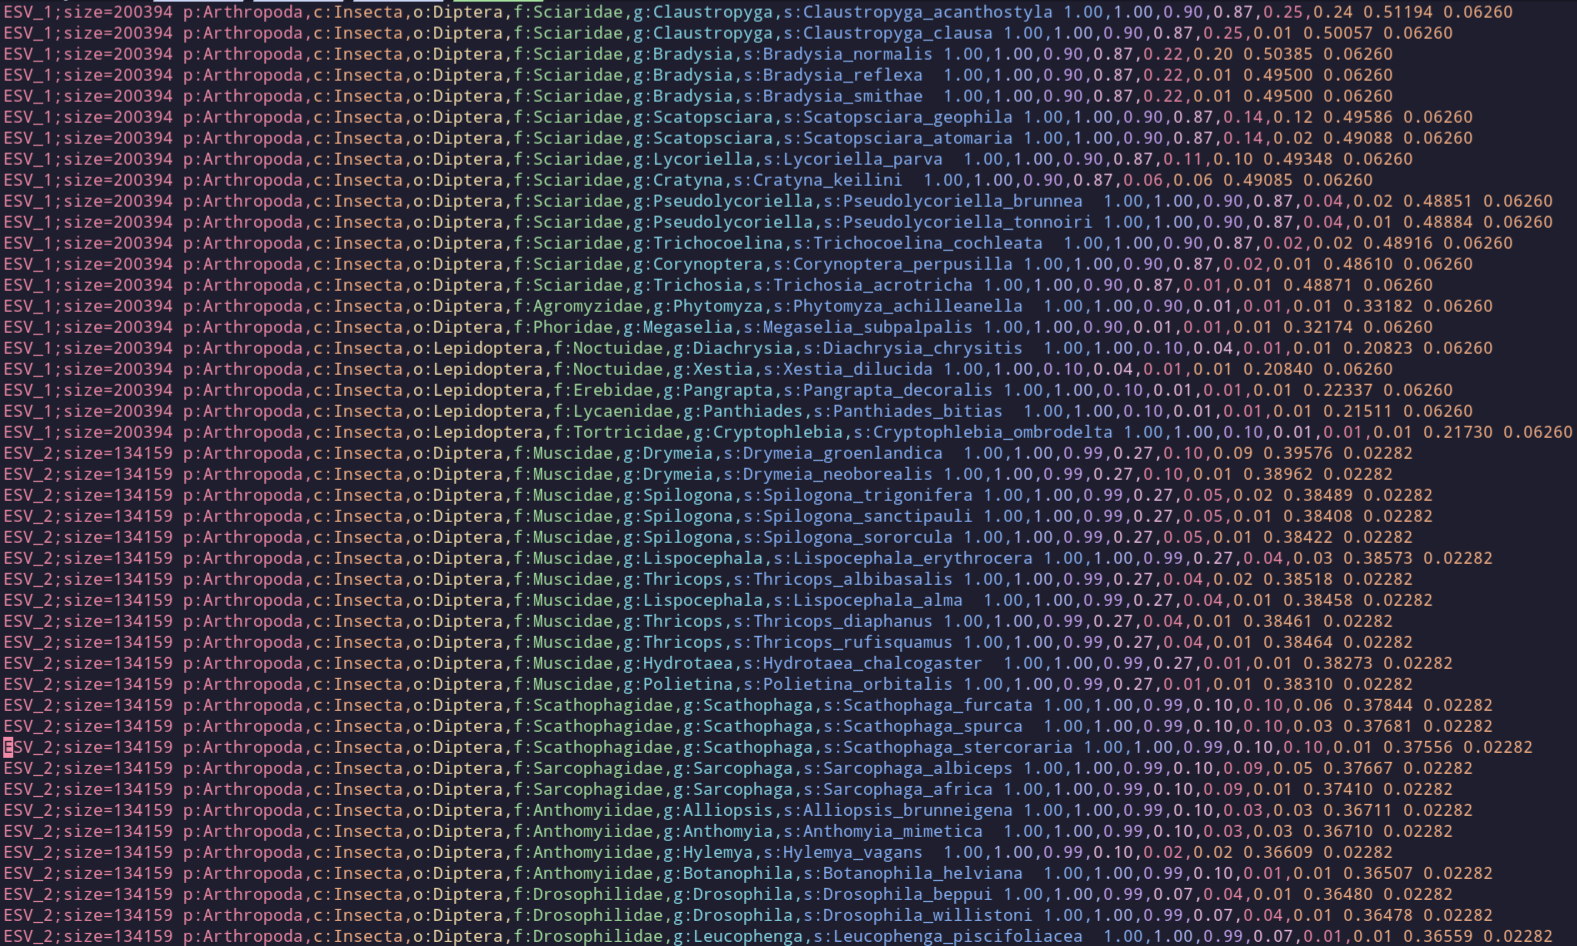 ESV_1;size=200394 p:Arthropoda,c:Insecta,o:Diptera,f:Sciaridae,g:Claustropyga,s:Claustropyga_acanthostyla 1.00,1.00,0.90,0.87,0.25,0.24 0.51194 0.06260
ESV_1;size=200394 p:Arthropoda,c:Insecta,o:Diptera,f:Sciaridae,g:Claustropyga,s:Claustropyga_clausa 1.00,1.00,0.90,0.87,0.25,0.01 0.50057 0.06260
ESV_1;size=200394 p:Arthropoda,c:Insecta,o:Diptera,f:Sciaridae,g:Bradysia,s:Bradysia_normalis 1.00,1.00,0.90,0.87,0.22,0.20 0.50385 0.06260
ESV_1;size=200394 p:Arthropoda,c:Insecta,o:Diptera,f:Sciaridae,g:Bradysia,s:Bradysia_reflexa 1.00,1.00,0.90,0.87,0.22,0.01 0.49500 0.06260
ESV_1;size=200394 p:Arthropoda,c:Insecta,o:Diptera,f:Sciaridae,g:Bradysia,s:Bradysia_smithae 1.00,1.00,0.90,0.87,0.22,0.01 0.49500 0.06260
ESV_1;size=200394 p:Arthropoda,c:Insecta,o:Diptera,f:Sciaridae,g:Scatopsciara,s:Scatopsciara_geophila 1.00,1.00,0.90,0.87,0.14,0.12 0.49586 0.06260
ESV_1;size=200394 p:Arthropoda,c:Insecta,o:Diptera,f:Sciaridae,g:Scatopsciara,s:Scatopsciara_atomaria 1.00,1.00,0.90,0.87,0.14,0.02 0.49088 0.06260
ESV_1;size=200394 p:Arthropoda,c:Insecta,o:Diptera,f:Sciaridae,g:Lycoriella,s:Lycoriella_parva 1.00,1.00,0.90,0.87,0.11,0.10 0.49348 0.06260
ESV_1;size=200394 p:Arthropoda,c:Insecta,o:Diptera,f:Sciaridae,g:Cratyna,s:Cratyna_keilini 1.00,1.00,0.90,0.87,0.06,0.06 0.49085 0.06260
ESV_1;size=200394 p:Arthropoda,c:Insecta,o:Diptera,f:Sciaridae,g:Pseudolycoriella,s:Pseudolycoriella_brunnea 1.00,1.00,0.90,0.87,0.04,0.02 0.48851 0.06260
ESV_1;size=200394 p:Arthropoda,c:Insecta,o:Diptera,f:Sciaridae,g:Pseudolycoriella,s:Pseudolycoriella_tonnoiri 1.00,1.00,0.90,0.87,0.04,0.01 0.48884 0.06260
ESV_1;size=200394 p:Arthropoda,c:Insecta,o:Diptera,f:Sciaridae,g:Trichocoelina,s:Trichocoelina_cochleata 1.00,1.00,0.90,0.87,0.02,0.02 0.48916 0.06260
ESV_1;size=200394 p:Arthropoda,c:Insecta,o:Diptera,f:Sciaridae,g:Corynoptera,s:Corynoptera_perpusilla 1.00,1.00,0.90,0.87,0.02,0.01 0.48610 0.06260
ESV_1;size=200394 p:Arthropoda,c:Insecta,o:Diptera,f:Sciaridae,g:Trichosia,s:Trichosia_acrotricha 1.00,1.00,0.90,0.87,0.01,0.01 0.48871 0.06260
ESV_1;size=200394 p:Arthropoda,c:Insecta,o:Diptera,f:Agromyzidae,g:Phytomyza,s:Phytomyza_achilleanella 1.00,1.00,0.90,0.01,0.01,0.01 0.33182 0.06260
ESV_1;size=200394 p:Arthropoda,c:Insecta,o:Diptera,f:Phoridae,g:Megaselia,s:Megaselia_subpalpalis 1.00,1.00,0.90,0.01,0.01,0.01 0.32174 0.06260
ESV_1;size=200394 p:Arthropoda,c:Insecta,o:Lepidoptera,f:Noctuidae,g:Diachrysia,s:Diachrysia_chrysitis 1.00,1.00,0.10,0.04,0.01,0.01 0.20823 0.06260
ESV_1;size=200394 p:Arthropoda,c:Insecta,o:Lepidoptera,f:Noctuidae,g:Xestia,s:Xestia_dilucida 1.00,1.00,0.10,0.04,0.01,0.01 0.20840 0.06260
ESV_1;size=200394 p:Arthropoda,c:Insecta,o:Lepidoptera,f:Erebidae,g:Pangrapta,s:Pangrapta_decoralis 1.00,1.00,0.10,0.01,0.01,0.01 0.22337 0.06260
ESV_1;size=200394 p:Arthropoda,c:Insecta,o:Lepidoptera,f:Lycaenidae,g:Panthiades,s:Panthiades_bitias 1.00,1.00,0.10,0.01,0.01,0.01 0.21511 0.06260
ESV_1;size=200394 p:Arthropoda,c:Insecta,o:Lepidoptera,f:Tortricidae,g:Cryptophlebia,s:Cryptophlebia_ombrodelta 1.00,1.00,0.10,0.01,0.01,0.01 0.21730 0.06260
ESV_2;size=134159 p:Arthropoda,c:Insecta,o:Diptera,f:Muscidae,g:Drymeia,s:Drymeia_groenlandica 1.00,1.00,0.99,0.27,0.10,0.09 0.39576 0.02282
ESV_2;size=134159 p:Arthropoda,c:Insecta,o:Diptera,f:Muscidae,g:Drymeia,s:Drymeia_neoborealis 1.00,1.00,0.99,0.27,0.10,0.01 0.38962 0.02282
ESV_2;size=134159 p:Arthropoda,c:Insecta,o:Diptera,f:Muscidae,g:Spilogona,s:Spilogona_trigonifera 1.00,1.00,0.99,0.27,0.05,0.02 0.38489 0.02282
ESV_2;size=134159 p:Arthropoda,c:Insecta,o:Diptera,f:Muscidae,g:Spilogona,s:Spilogona_sanctipauli 1.00,1.00,0.99,0.27,0.05,0.01 0.38408 0.02282
ESV_2;size=134159 p:Arthropoda,c:Insecta,o:Diptera,f:Muscidae,g:Spilogona,s:Spilogona_sororcula 1.00,1.00,0.99,0.27,0.05,0.01 0.38422 0.02282
ESV_2;size=134159 p:Arthropoda,c:Insecta,o:Diptera,f:Muscidae,g:Lispocephala,s:Lispocephala_erythrocera 1.00,1.00,0.99,0.27,0.04,0.03 0.38573 0.02282
ESV_2;size=134159 p:Arthropoda,c:Insecta,o:Diptera,f:Muscidae,g:Thricops,s:Thricops_albibasalis 1.00,1.00,0.99,0.27,0.04,0.02 0.38518 0.02282
ESV_2;size=134159 p:Arthropoda,c:Insecta,o:Diptera,f:Muscidae,g:Lispocephala,s:Lispocephala_alma 1.00,1.00,0.99,0.27,0.04,0.01 0.38458 0.02282
ESV_2;size=134159 p:Arthropoda,c:Insecta,o:Diptera,f:Muscidae,g:Thricops,s:Thricops_diaphanus 1.00,1.00,0.99,0.27,0.04,0.01 0.38461 0.02282
ESV_2;size=134159 p:Arthropoda,c:Insecta,o:Diptera,f:Muscidae,g:Thricops,s:Thricops_rufisquamus 1.00,1.00,0.99,0.27,0.04,0.01 0.38464 0.02282
ESV_2;size=134159 p:Arthropoda,c:Insecta,o:Diptera,f:Muscidae,g:Hydrotaea,s:Hydrotaea_chalcogaster 1.00,1.00,0.99,0.27,0.01,0.01 0.38273 0.02282
ESV_2;size=134159 p:Arthropoda,c:Insecta,o:Diptera,f:Muscidae,g:Polietina,s:Polietina_orbitalis 1.00,1.00,0.99,0.27,0.01,0.01 0.38310 0.02282
ESV_2;size=134159 p:Arthropoda,c:Insecta,o:Diptera,f:Scathophagidae,g:Scathophaga,s:Scathophaga_furcata 1.00,1.00,0.99,0.10,0.10,0.06 0.37844 0.02282
ESV_2;size=134159 p:Arthropoda,c:Insecta,o:Diptera,f:Scathophagidae,g:Scathophaga,s:Scathophaga_spurca 1.00,1.00,0.99,0.10,0.10,0.03 0.37681 0.02282
ESV_2;size=134159 p:Arthropoda,c:Insecta,o:Diptera,f:Scathophagidae,g:Scathophaga,s:Scathophaga_stercoraria 1.00,1.00,0.99,0.10,0.10,0.01 0.37556 0.02282
ESV_2;size=134159 p:Arthropoda,c:Insecta,o:Diptera,f:Sarcophagidae,g:Sarcophaga,s:Sarcophaga_albiceps 1.00,1.00,0.99,0.10,0.09,0.05 0.37667 0.02282
ESV_2;size=134159 p:Arthropoda,c:Insecta,o:Diptera,f:Sarcophagidae,g:Sarcophaga,s:Sarcophaga_africa 1.00,1.00,0.99,0.10,0.09,0.01 0.37410 0.02282
ESV_2;size=134159 p:Arthropoda,c:Insecta,o:Diptera,f:Anthomyiidae,g:Alliopsis,s:Alliopsis_brunneigena 1.00,1.00,0.99,0.10,0.03,0.03 0.36711 0.02282
ESV_2;size=134159 p:Arthropoda,c:Insecta,o:Diptera,f:Anthomyiidae,g:Anthomyia,s:Anthomyia_mimetica 1.00,1.00,0.99,0.10,0.03,0.03 0.36710 0.02282
ESV_2;size=134159 p:Arthropoda,c:Insecta,o:Diptera,f:Anthomyiidae,g:Hylemya,s:Hylemya_vagans 1.00,1.00,0.99,0.10,0.02,0.02 0.36609 0.02282
ESV_2;size=134159 p:Arthropoda,c:Insecta,o:Diptera,f:Anthomyiidae,g:Botanophila,s:Botanophila_helviana 1.00,1.00,0.99,0.10,0.01,0.01 0.36507 0.02282
ESV_2;size=134159 p:Arthropoda,c:Insecta,o:Diptera,f:Drosophilidae,g:Drosophila,s:Drosophila_beppui 1.00,1.00,0.99,0.07,0.04,0.01 0.36480 0.02282
ESV_2;size=134159 p:Arthropoda,c:Insecta,o:Diptera,f:Drosophilidae,g:Drosophila,s:Drosophila_willistoni 1.00,1.00,0.99,0.07,0.04,0.01 0.36478 0.02282
ESV_2;size=134159 p:Arthropoda,c:Insecta,o:Diptera,f:Drosophilidae,g:Leucophenga,s:Leucophenga_piscifoliacea 1.00,1.00,0.99,0.07,0.01,0.01 0.36559 0.02282